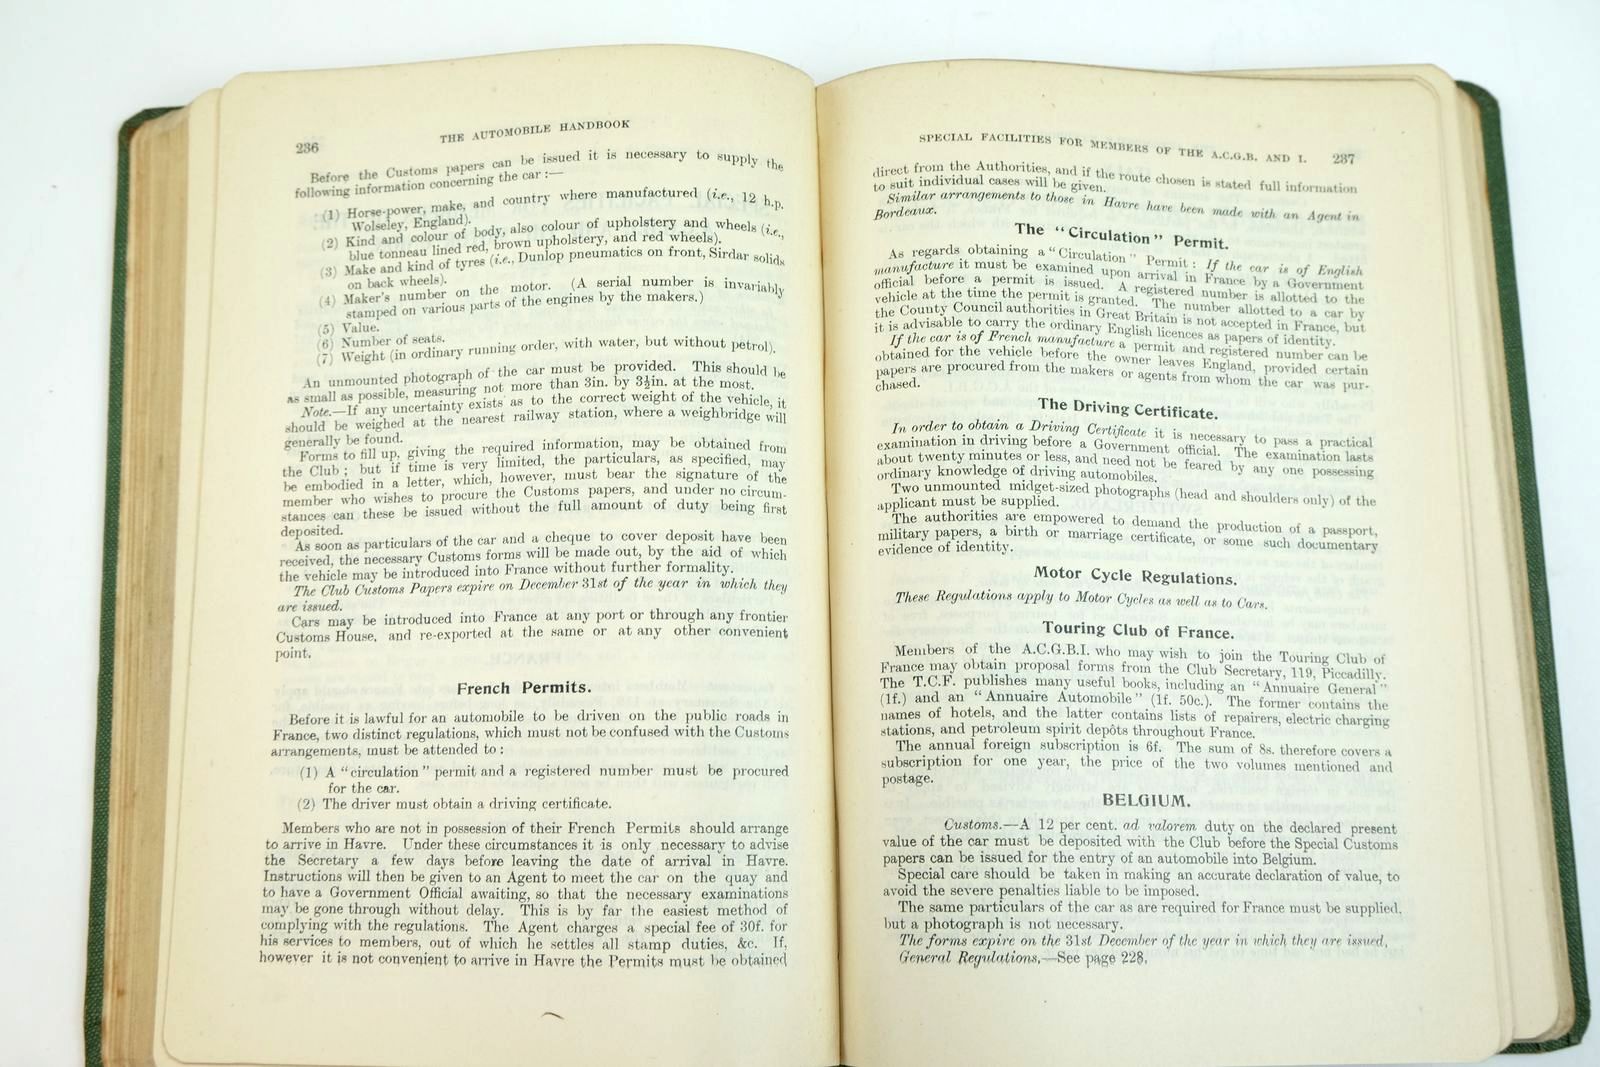 236
THE AUTOMOBILE HANDBOOK
Before the Customs papers can be issued it is necessary to supply the
following information concerning the car :—
(1) Horse-power, make, and country where manufactured (i.e., 12 h.p.
Wolseley, England).
(2) Kind and colour of body, also colour of upholstery and wheels (i.e.,
blue tonneau lined red, brown upholstery, and red wheels).
(3) Make and kind of tyres (i.e., Dunlop pneumatics on front, Sirdar solids
on back wheels).
(4) Maker's number on the motor. (A serial number is invariably
stamped on various parts of the engines by the makers.)
(5) Value.
(6) Number of seats.
(7) Weight (in ordinary running order, with water, but without petrol).
An unmounted photograph of the car must be provided. This should be
as small as possible, measuring not more than 3in. by 3½in. at the most.
Note.—If any uncertainty exists as to the correct weight of the vehicle, it
should be weighed at the nearest railway station, where a weighbridge will
generally be found.
Forms to fill up, giving the required information, may be obtained from
the Club ; but if time is very limited, the particulars, as specified, may
be embodied in a letter, which, however, must bear the signature of the
member who wishes to procure the Customs papers, and under no circum-
stances can these be issued without the full amount of duty being first
deposited.
As soon as particulars of the car and a cheque to cover deposit have been
received, the necessary Customs forms will be made out, by the aid of which
the vehicle may be introduced into France without further formality.
The Club Customs Papers expire on December 31st of the year in which they
are issued.
Cars may be introduced into France at any port or through any frontier
Customs House, and re-exported at the same or at any other convenient
point.
French Permits.
Before it is lawful for an automobile to be driven on the public roads in
France, two distinct regulations, which must not be confused with the Customs
arrangements, must be attended to :
(1) A "circulation" permit and a registered number must be procured
for the car.
(2) The driver must obtain a driving certificate.
Members who are not in possession of their French Permits should arrange
to arrive in Havre. Under these circumstances it is only necessary to advise
the Secretary a few days before leaving the date of arrival in Havre.
Instructions will then be given to an Agent to meet the car on the quay and
to have a Government Official awaiting, so that the necessary examinations
may be gone through without delay. This is by far the easiest method of
complying with the regulations. The Agent charges a special fee of 30f. for
his services to members, out of which he settles all stamp duties, &c. If,
however it is not convenient to arrive in Havre the Permits must be obtained
SPECIAL FACILITIES FOR MEMBERS OF THE A.C.G.B. AND I. 237
direct from the Authorities, and if the route chosen is stated full information
to suit individual cases will be given.
Similar arrangements to those in Havre have been made with an Agent in
Bordeaux.
The "Circulation" Permit.
As regards obtaining a "Circulation" Permit : If the car is of English
manufacture it must be examined upon arrival in France by a Government
official before a permit is issued. A registered number is allotted to the
vehicle at the time the permit is granted. The number allotted to a car by
the County Council authorities in Great Britain is not accepted in France, but
it is advisable to carry the ordinary English licences as papers of identity.
If the car is of French manufacture a permit and registered number can be
obtained for the vehicle before the owner leaves England, provided certain
papers are procured from the makers or agents from whom the car was pur-
chased.
The Driving Certificate.
In order to obtain a Driving Certificate it is necessary to pass a practical
examination in driving before a Government official. The examination lasts
about twenty minutes or less, and need not be feared by any one possessing
ordinary knowledge of driving automobiles.
Two unmounted midget-sized photographs (head and shoulders only) of the
applicant must be supplied.
The authorities are empowered to demand the production of a passport,
military papers, a birth or marriage certificate, or some such documentary
evidence of identity.
Motor Cycle Regulations.
These Regulations apply to Motor Cycles as well as to Cars.
Touring Club of France.
Members of the A.C.G.B.I. who may wish to join the Touring Club of
France may obtain proposal forms from the Club Secretary, 119, Piccadilly.
The T.C.F. publishes many useful books, including an "Annuaire General"
(1f.) and an "Annuaire Automobile" (1f. 50c.). The former contains the
names of hotels, and the latter contains lists of repairers, electric charging
stations, and petroleum spirit depôts throughout France.
The annual foreign subscription is 6f. The sum of 8s. therefore covers a
subscription for one year, the price of the two volumes mentioned and
postage.
BELGIUM.
Customs.—A 12 per cent. ad valorem duty on the declared present
value of the car must be deposited with the Club before the Special Customs
papers can be issued for the entry of an automobile into Belgium.
Special care should be taken in making an accurate declaration of value, to
avoid the severe penalties liable to be imposed.
The same particulars of the car as are required for France must be supplied,
but a photograph is not necessary.
The forms expire on the 31st December of the year in which they are issued,
General Regulations,—See page 228,